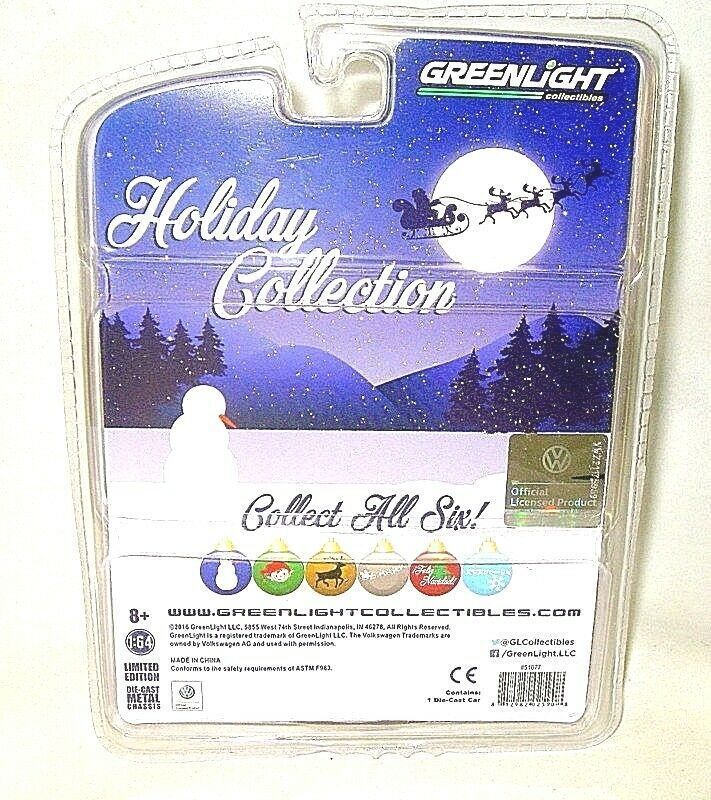 GREENLIGHT
collectibles
Holiday
Collection
Official
Licensed Product
Collect All Six!
¡Feliz
Navidad!
8+
WWW.GREENLIGHTCOLLECTIBLES.COM
1:64
©2016 GreenLight LLC, 5855 West 74th Street Indianapolis, IN 46278, All Rights Reserved.
GreenLight is a registered trademark of GreenLight LLC. The Volkswagen Trademarks are
owned by Volkswagen AG and used with permission.
@GLCollectibles
/GreenLight.LLC
LIMITED
EDITION
DIE-CAST
METAL
CHASSIS
MADE IN CHINA
Conforms to the safety requirements of ASTM F963.
CE
Contains:
1 Die-Cast Car